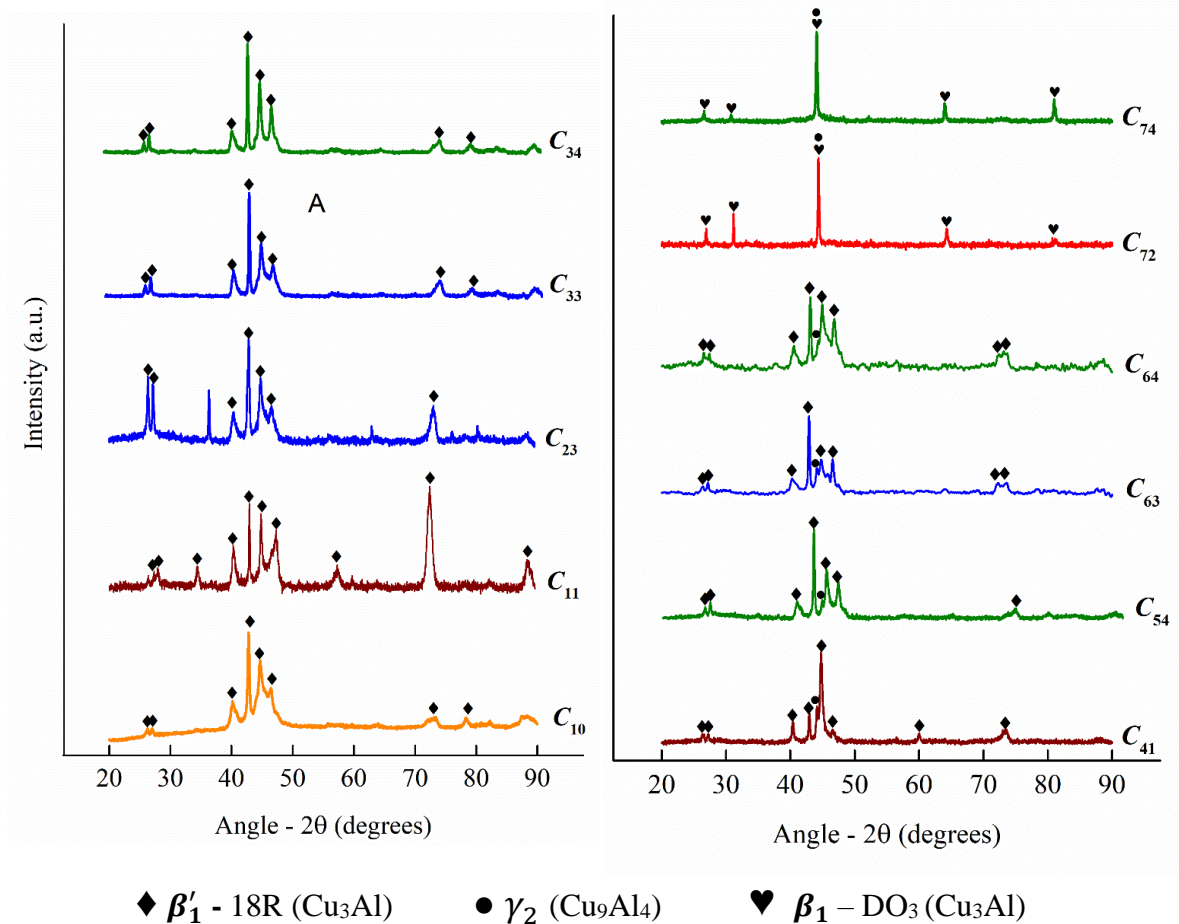 Intensity (a.u.)
C34
A
C33
C23
C11
C10
20 30 40 50 60 70 80 90
Angle - 2θ (degrees)
C74
C72
C64
C63
C54
C41
20 30 40 50 60 70 80 90
Angle - 2θ (degrees)
♦ β′₁ - 18R (Cu₃Al) ● γ₂ (Cu₉Al₄) ♥ β₁ – DO₃ (Cu₃Al)